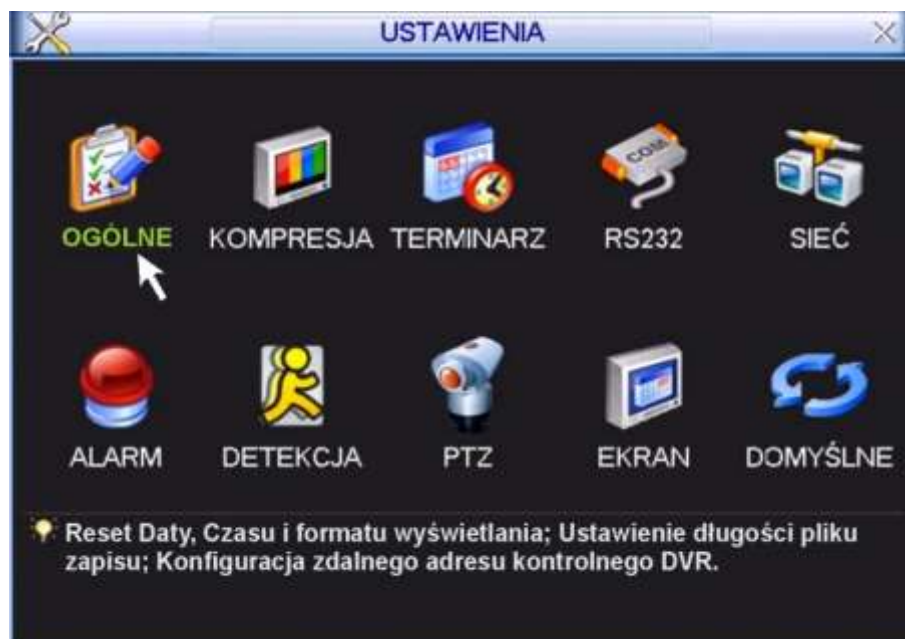 USTAWIENIA
OGÓLNE KOMPRESJA TERMINARZ RS232 SIEĆ
COM
ALARM DETEKCJA PTZ EKRAN DOMYŚLNE
Reset Daty, Czasu i formatu wyświetlania; Ustawienie długości pliku
zapisu; Konfiguracja zdalnego adresu kontrolnego DVR.